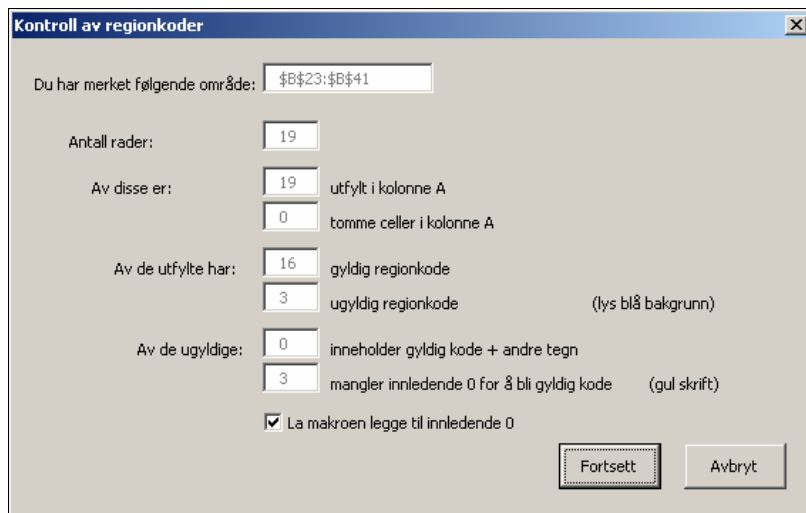 Kontroll av regionkoder
Du har merket følgende område: $B$23:$B$41
Antall rader: 19
Av disse er: 19 utfylt i kolonne A
0 tomme celler i kolonne A
Av de utfylte har: 16 gyldig regionkode
3 ugyldig regionkode (lys blå bakgrunn)
Av de ugyldige: 0 inneholder gyldig kode + andre tegn
3 mangler innledende 0 for å bli gyldig kode (gul skrift)
La makroen legge til innledende 0
Fortsett Avbryt